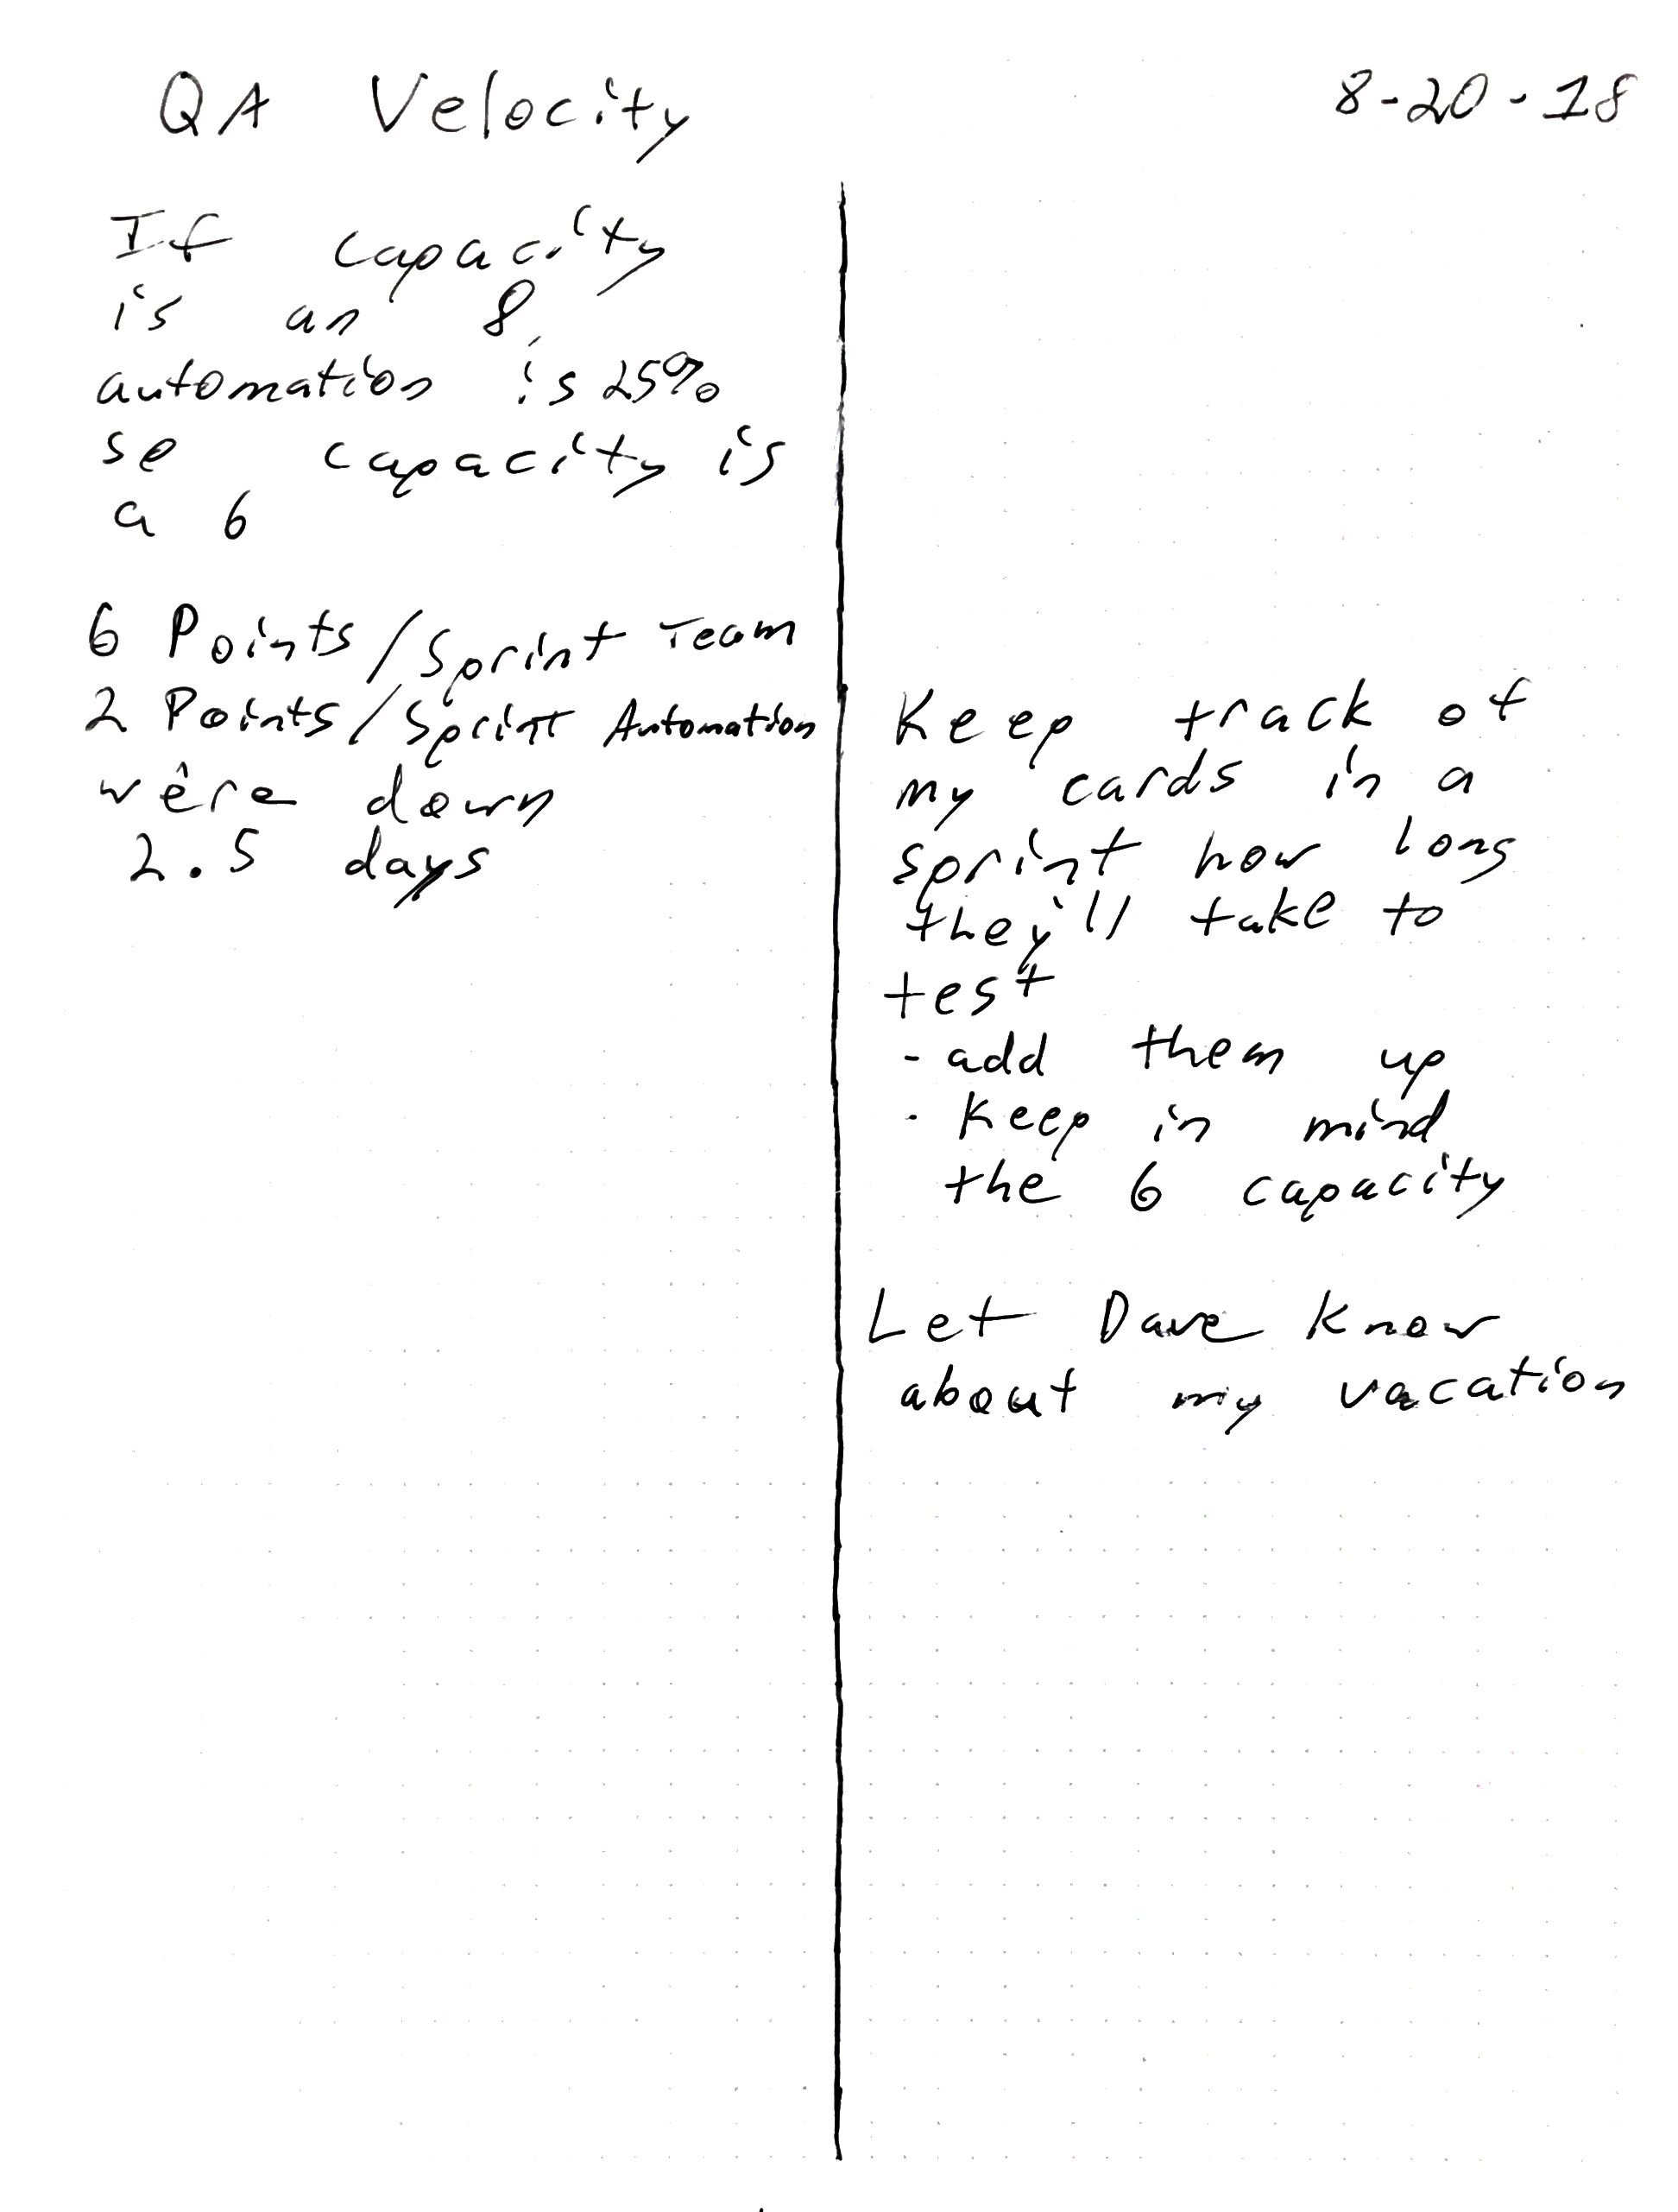 QA Velocity 8-20-18
If capacity
is an 8,
automation is 25%
so capacity is
a 6
6 Points/Sprint Team
2 Points/Sprint Automation
we're down
2.5 days
Keep track of
my cards in a
sprint how long
they'll take to
test
- add them up
- Keep in mind
the 6 capacity
Let Dave know
about my vacation